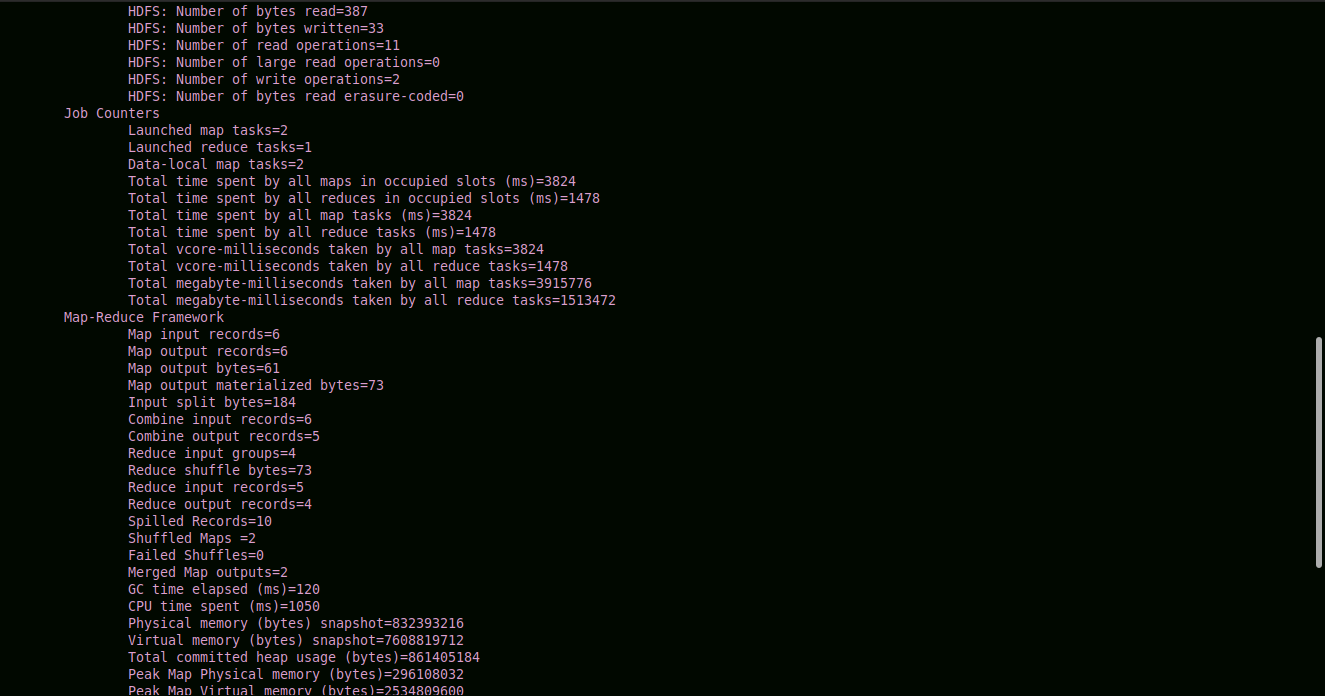 HDFS: Number of bytes read=387
HDFS: Number of bytes written=33
HDFS: Number of read operations=11
HDFS: Number of large read operations=0
HDFS: Number of write operations=2
HDFS: Number of bytes read erasure-coded=0
Job Counters
Launched map tasks=2
Launched reduce tasks=1
Data-local map tasks=2
Total time spent by all maps in occupied slots (ms)=3824
Total time spent by all reduces in occupied slots (ms)=1478
Total time spent by all map tasks (ms)=3824
Total time spent by all reduce tasks (ms)=1478
Total vcore-milliseconds taken by all map tasks=3824
Total vcore-milliseconds taken by all reduce tasks=1478
Total megabyte-milliseconds taken by all map tasks=3915776
Total megabyte-milliseconds taken by all reduce tasks=1513472
Map-Reduce Framework
Map input records=6
Map output records=6
Map output bytes=61
Map output materialized bytes=73
Input split bytes=184
Combine input records=6
Combine output records=5
Reduce input groups=4
Reduce shuffle bytes=73
Reduce input records=5
Reduce output records=4
Spilled Records=10
Shuffled Maps =2
Failed Shuffles=0
Merged Map outputs=2
GC time elapsed (ms)=120
CPU time spent (ms)=1050
Physical memory (bytes) snapshot=832393216
Virtual memory (bytes) snapshot=7608819712
Total committed heap usage (bytes)=861405184
Peak Map Physical memory (bytes)=296108032
Peak Map Virtual memory (bytes)=2534809600